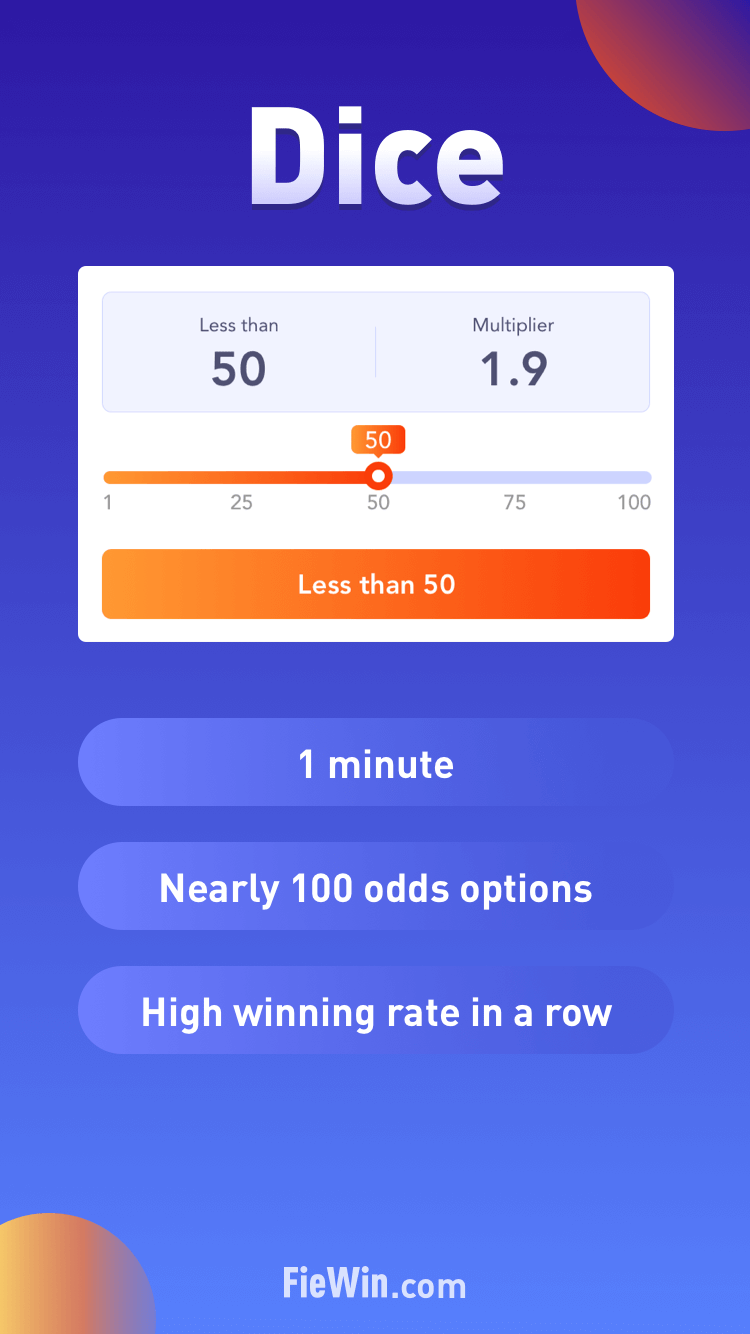 Dice
Less than
Multiplier
50
1.9
50
1 25 50 75 100
Less than 50
1 minute
Nearly 100 odds options
High winning rate in a row
FieWin.com